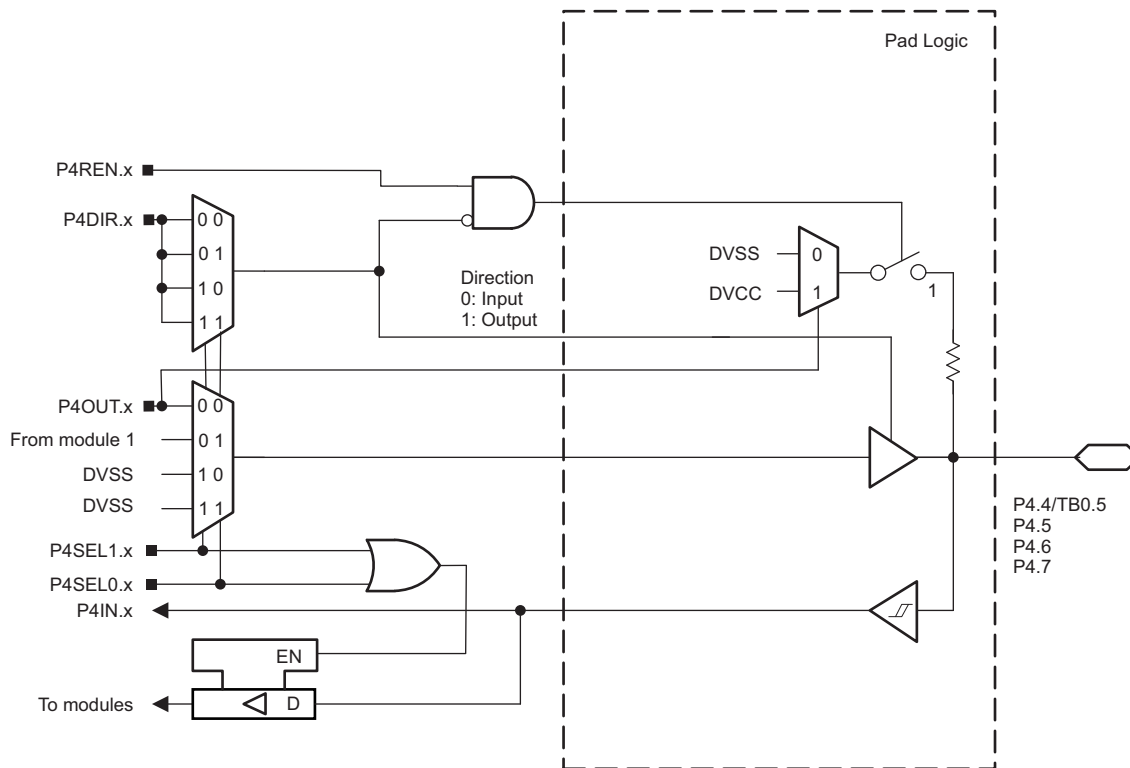 Pad Logic
P4REN.x
P4DIR.x
0 0
0 1
1 0
1 1
Direction
0: Input
1: Output
DVSS
DVCC
0
1
1
P4OUT.x
From module 1
DVSS
DVSS
0 0
0 1
1 0
1 1
P4.4/TB0.5
P4.5
P4.6
P4.7
P4SEL1.x
P4SEL0.x
P4IN.x
EN
To modules
D